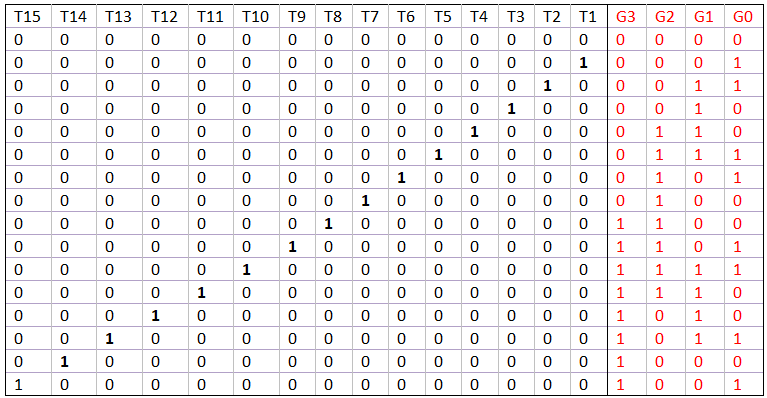 T15 T14 T13 T12 T11 T10 T9 T8 T7 T6 T5 T4 T3 T2 T1 G3 G2 G1 G0
0 0 0 0 0 0 0 0 0 0 0 0 0 0 0 0 0 0 0
0 0 0 0 0 0 0 0 0 0 0 0 0 0 1 0 0 0 1
0 0 0 0 0 0 0 0 0 0 0 0 0 1 0 0 0 1 1
0 0 0 0 0 0 0 0 0 0 0 0 1 0 0 0 0 1 0
0 0 0 0 0 0 0 0 0 0 0 1 0 0 0 0 1 1 0
0 0 0 0 0 0 0 0 0 0 1 0 0 0 0 0 1 1 1
0 0 0 0 0 0 0 0 0 1 0 0 0 0 0 0 1 0 1
0 0 0 0 0 0 0 0 1 0 0 0 0 0 0 0 1 0 0
0 0 0 0 0 0 0 1 0 0 0 0 0 0 0 1 1 0 0
0 0 0 0 0 0 1 0 0 0 0 0 0 0 0 1 1 0 1
0 0 0 0 0 1 0 0 0 0 0 0 0 0 0 1 1 1 1
0 0 0 0 1 0 0 0 0 0 0 0 0 0 0 1 1 1 0
0 0 0 1 0 0 0 0 0 0 0 0 0 0 0 1 0 1 0
0 0 1 0 0 0 0 0 0 0 0 0 0 0 0 1 0 1 1
0 1 0 0 0 0 0 0 0 0 0 0 0 0 0 1 0 0 0
1 0 0 0 0 0 0 0 0 0 0 0 0 0 0 1 0 0 1